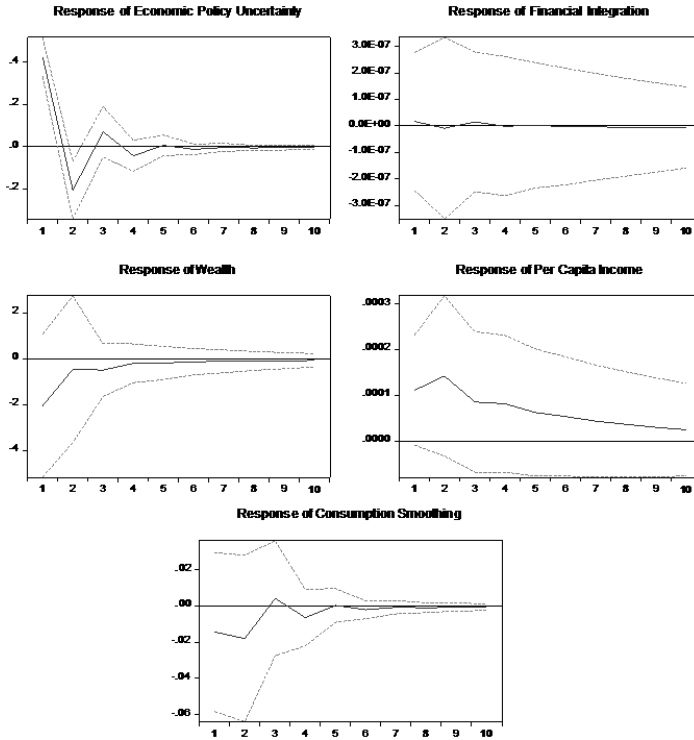 Response of Economic Policy Uncertainly
.4
.2
.0
-.2
1 2 3 4 5 6 7 8 9 10
Response of Financial Integration
3.0E-07
2.0E-07
1.0E-07
0.0E+00
-1.0E-07
-2.0E-07
-3.0E-07
1 2 3 4 5 6 7 8 9 10
Response of Wealth
2
0
-2
-4
1 2 3 4 5 6 7 8 9 10
Response of Per Capita Income
.0003
.0002
.0001
.0000
1 2 3 4 5 6 7 8 9 10
Response of Consumption Smoothing
.02
.00
-.02
-.04
-.06
1 2 3 4 5 6 7 8 9 10